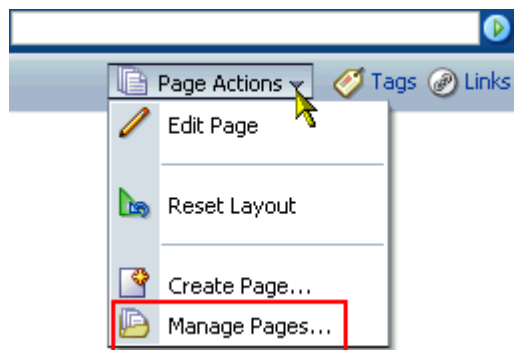 Page Actions Tags Links
Edit Page
Reset Layout
Create Page...
Manage Pages...